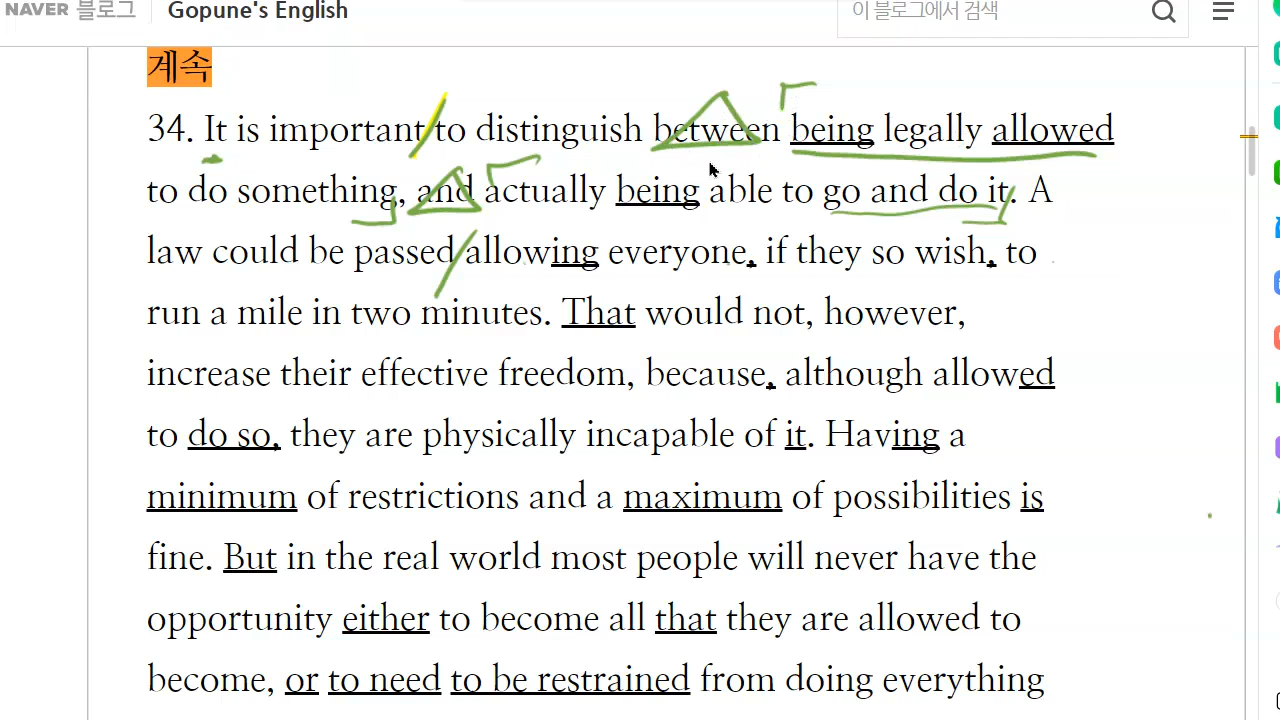 NAVER 블로그 Gopune's English 이 블로그에서 검색
계속
34. It is important to distinguish between being legally allowed
to do something, and actually being able to go and do it. A
law could be passed allowing everyone, if they so wish, to
run a mile in two minutes. That would not, however,
increase their effective freedom, because, although allowed
to do so, they are physically incapable of it. Having a
minimum of restrictions and a maximum of possibilities is
fine. But in the real world most people will never have the
opportunity either to become all that they are allowed to
become, or to need to be restrained from doing everything